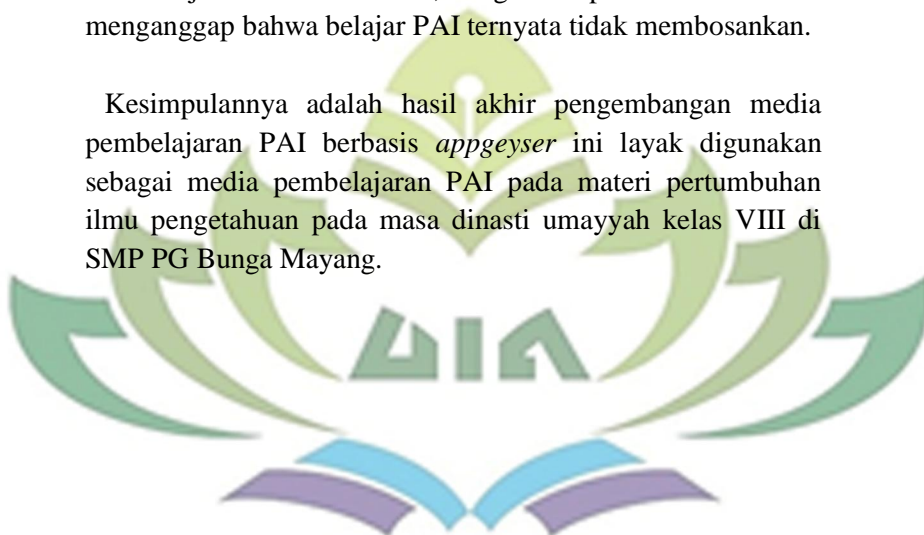 menganggap bahwa belajar PAI ternyata tidak membosankan.
Kesimpulannya adalah hasil akhir pengembangan media
pembelajaran PAI berbasis appgeyser ini layak digunakan
sebagai media pembelajaran PAI pada materi pertumbuhan
ilmu pengetahuan pada masa dinasti umayyah kelas VIII di
SMP PG Bunga Mayang.
UIN